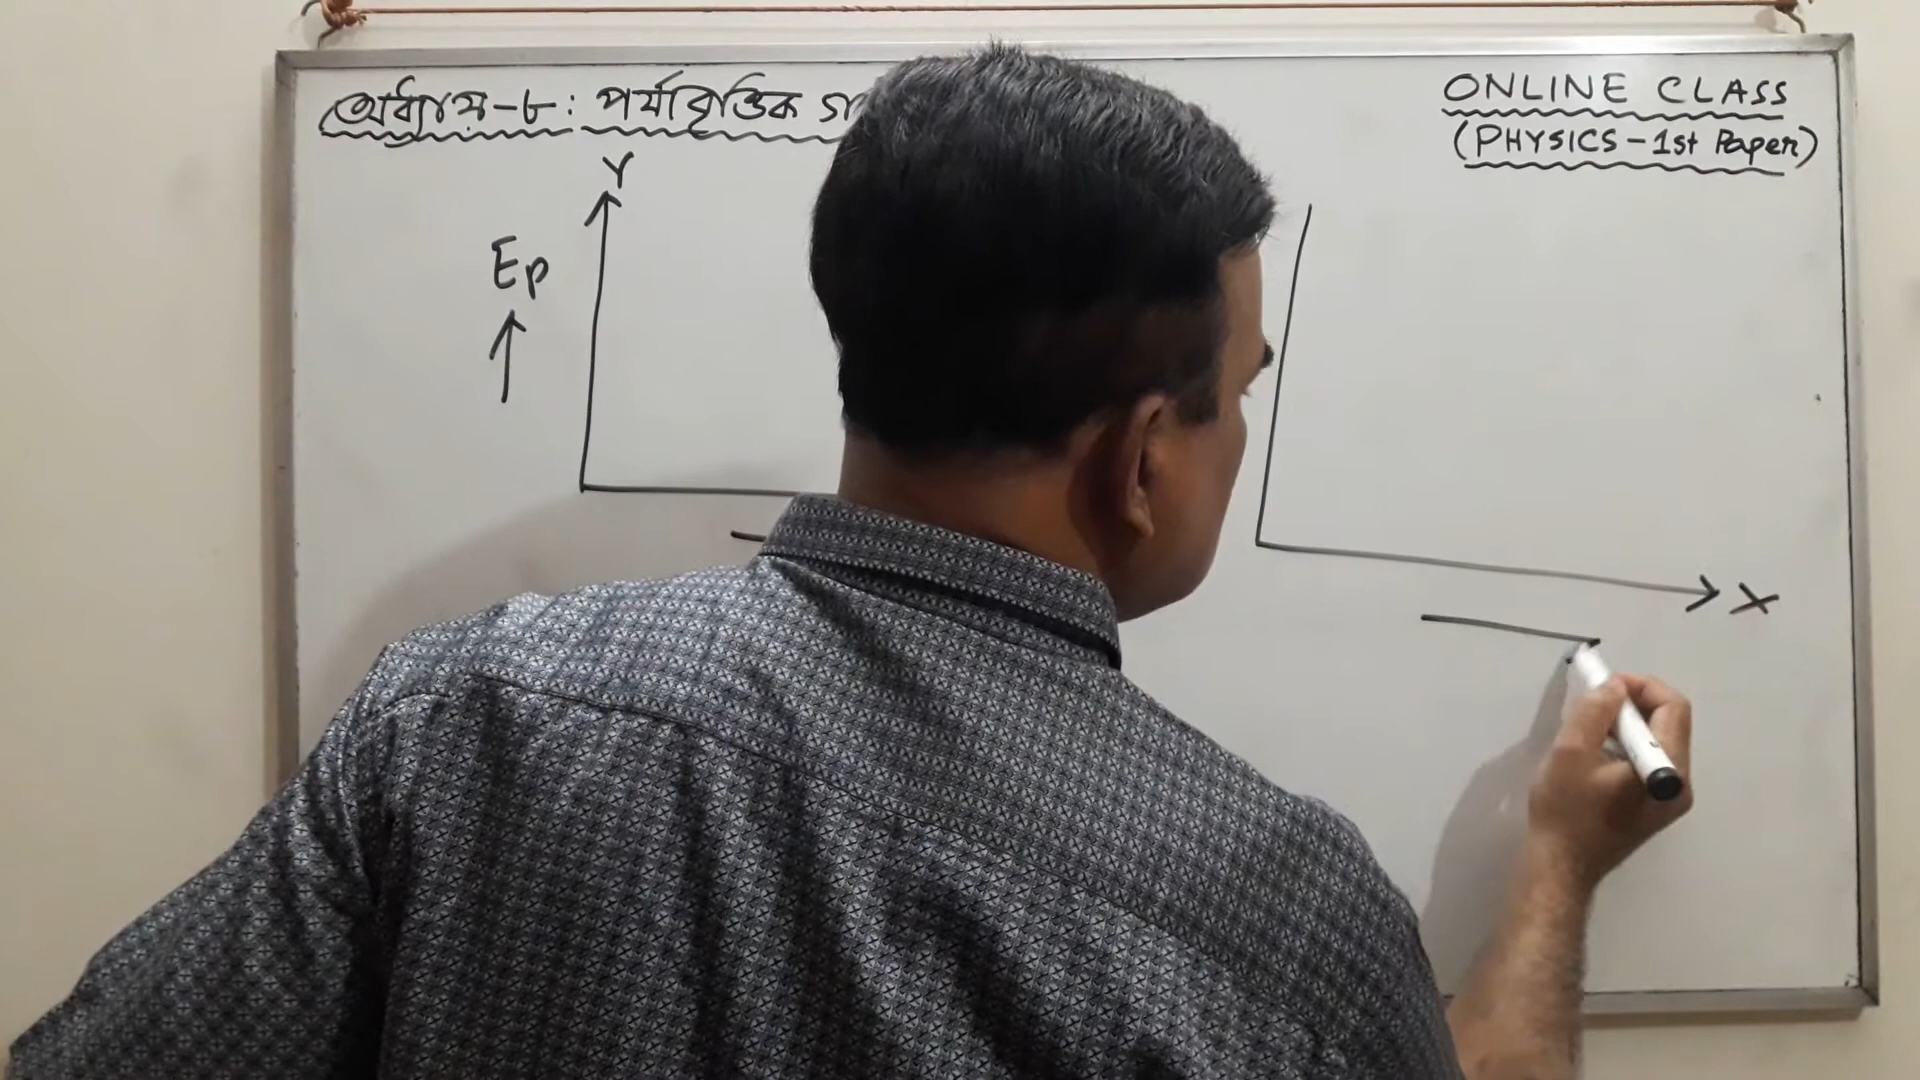 অধ্যায়-৮: পর্যাবৃত্তিক
ONLINE CLASS
(PHYSICS-1st Paper)
Y
Ep
X